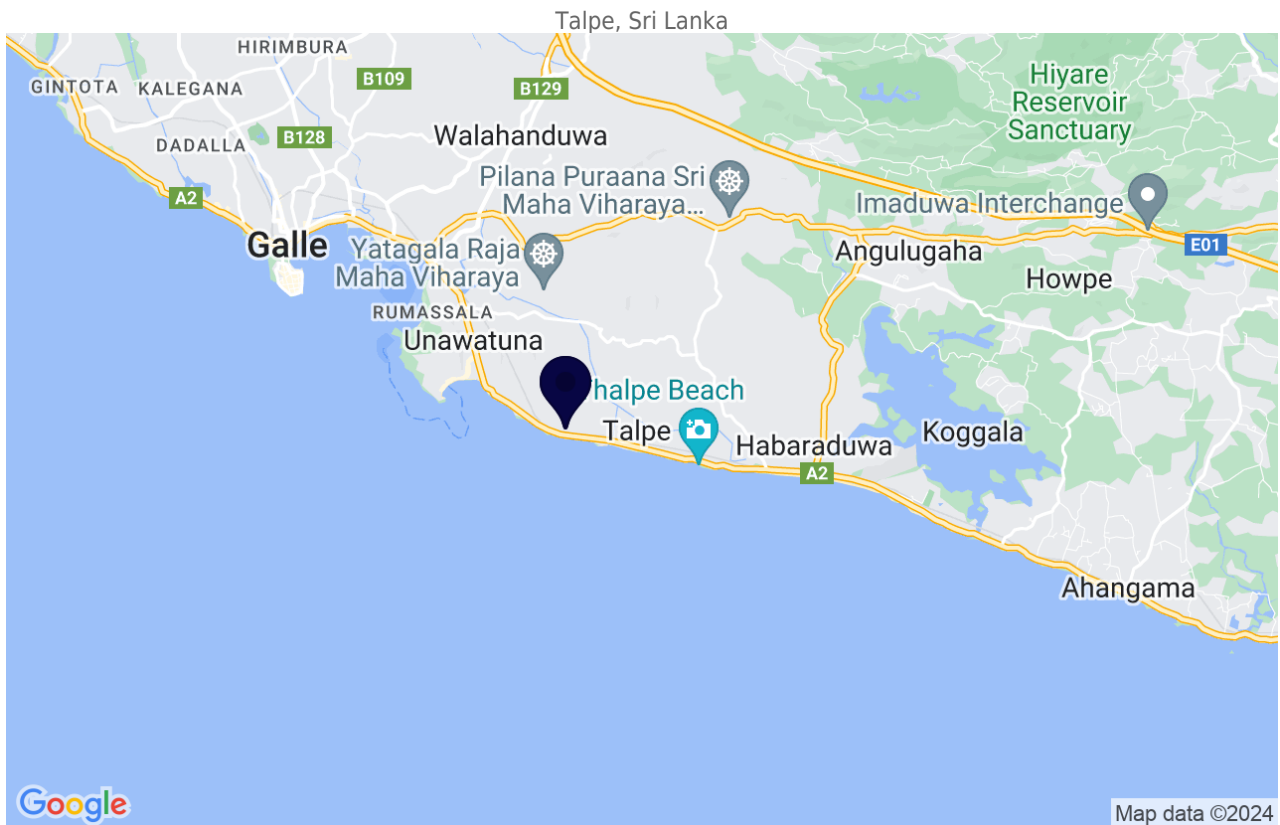 Talpe, Sri Lanka
HIRIMBURA
GINTOTA
KALEGANA
B109
B129
Hiyare
Reservoir
Sanctuary
DADALLA
B128
Walahanduwa
A2
Pilana Puraana Sri
Maha Viharaya...
Imaduwa Interchange
Galle
Yatagala Raja
Maha Viharaya
Angulugaha
E01
Howpe
RUMASSALA
Unawatuna
halpe Beach
Talpe
Habaraduwa
Koggala
A2
Ahangama
Google
Map data ©2024